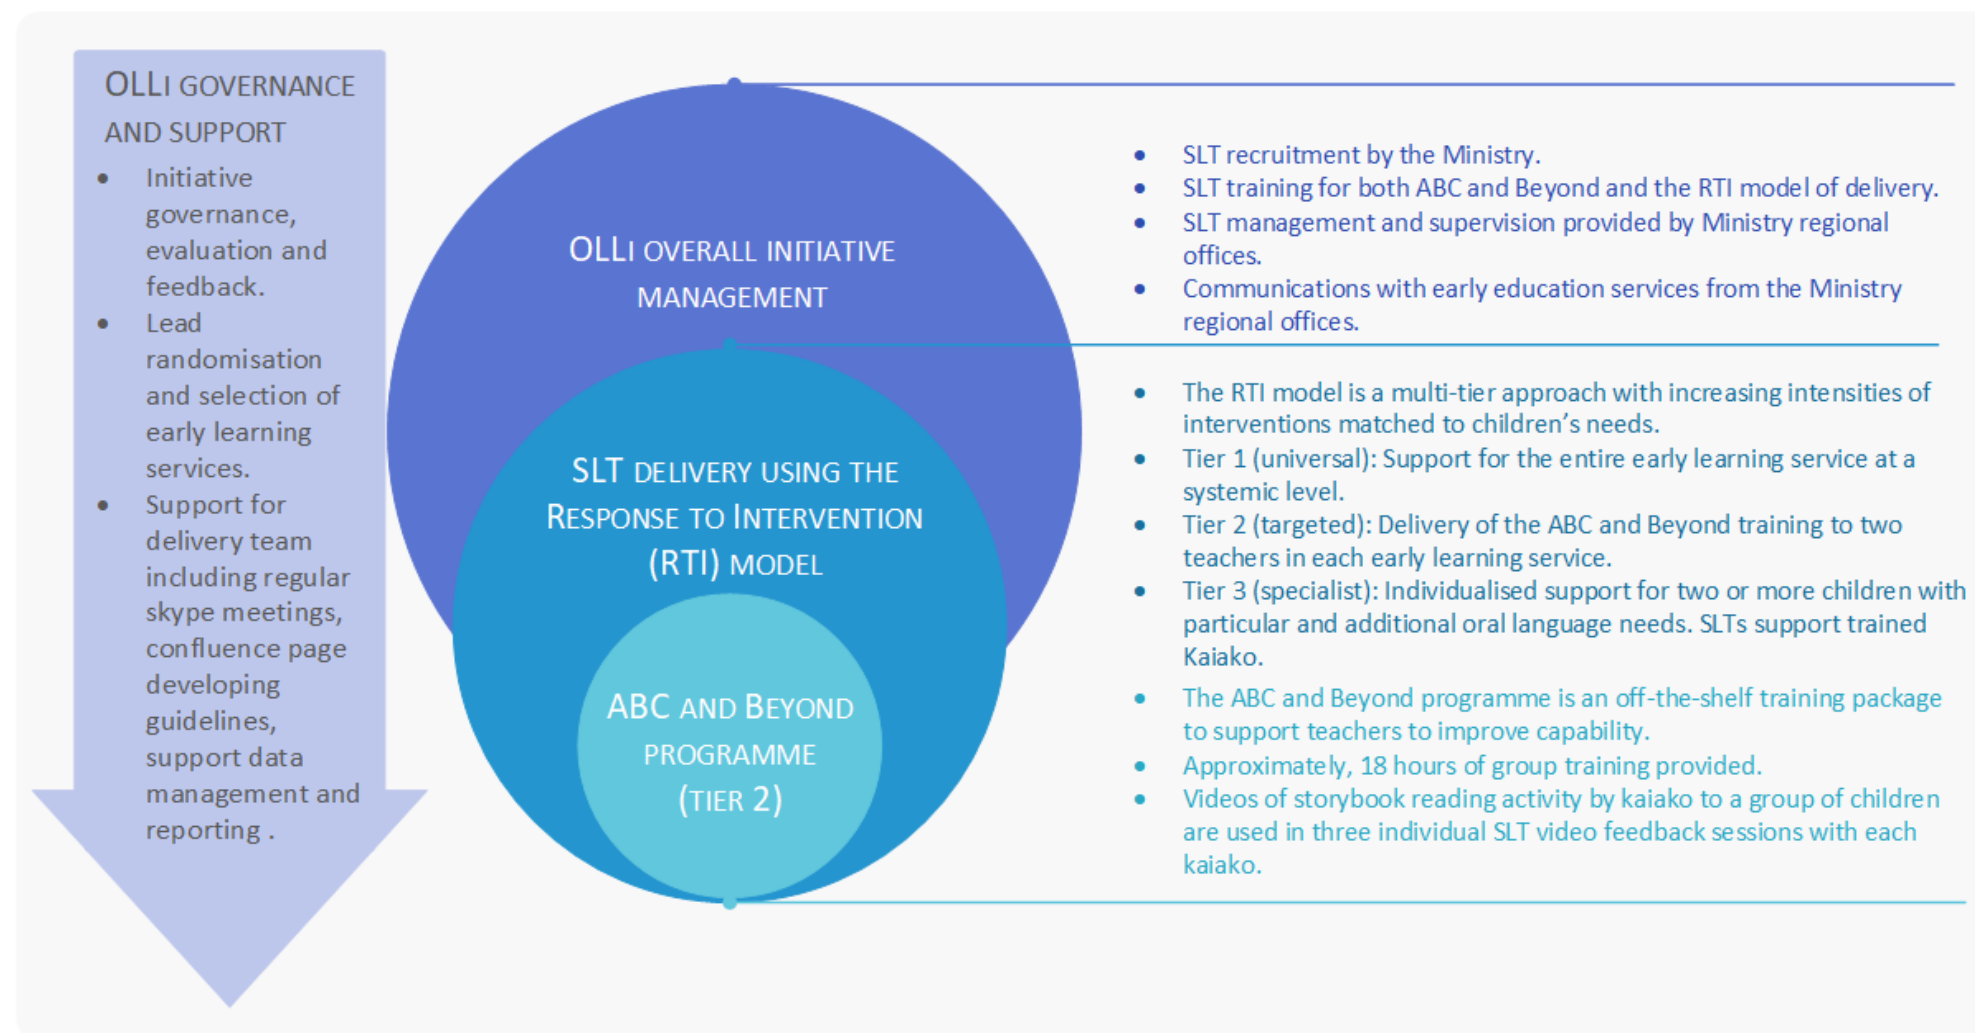 OLLI GOVERNANCE
AND SUPPORT
• Initiative
governance,
evaluation and
feedback.
• Lead
randomisation
and selection of
early learning
services.
• Support for
delivery team
including regular
skype meetings,
confluence page
developing
guidelines,
support data
management and
reporting .
OLLI OVERALL INITIATIVE
MANAGEMENT
SLT DELIVERY USING THE
RESPONSE TO INTERVENTION
(RTI) MODEL
ABC AND BEYOND
PROGRAMME
(TIER 2)
• SLT recruitment by the Ministry.
• SLT training for both ABC and Beyond and the RTI model of delivery.
• SLT management and supervision provided by Ministry regional
offices.
• Communications with early education services from the Ministry
regional offices.
• The RTI model is a multi-tier approach with increasing intensities of
interventions matched to children’s needs.
• Tier 1 (universal): Support for the entire early learning service at a
systemic level.
• Tier 2 (targeted): Delivery of the ABC and Beyond training to two
teachers in each early learning service.
• Tier 3 (specialist): Individualised support for two or more children with
particular and additional oral language needs. SLTs support trained
Kaiako.
• The ABC and Beyond programme is an off-the-shelf training package
to support teachers to improve capability.
• Approximately, 18 hours of group training provided.
• Videos of storybook reading activity by kaiako to a group of children
are used in three individual SLT video feedback sessions with each
kaiako.